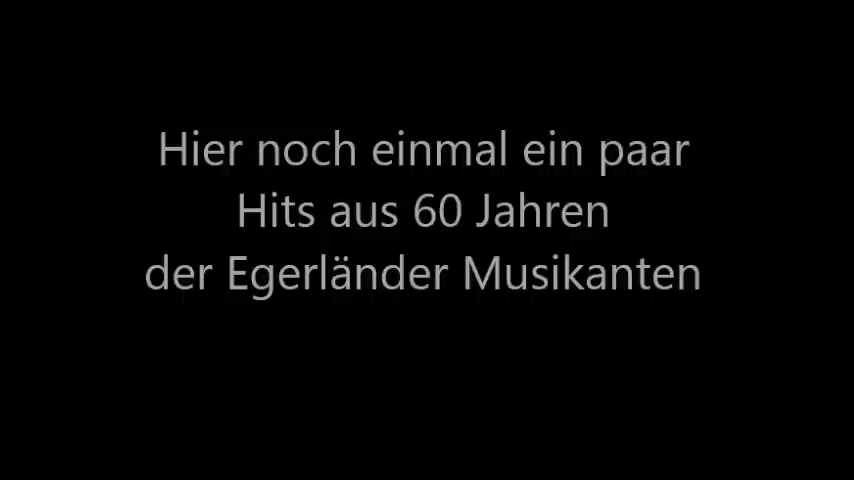 Hier noch einmal ein paar
Hits aus 60 Jahren
der Egerländer Musikanten